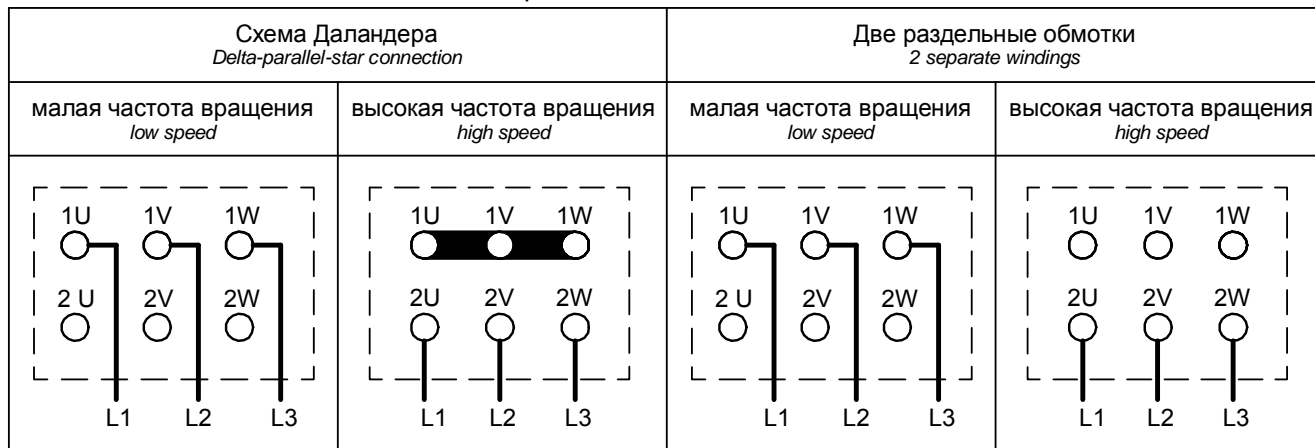 Схема Даландера
Delta-parallel-star connection
Две раздельные обмотки
2 separate windings
малая частота вращения
low speed
высокая частота вращения
high speed
малая частота вращения
low speed
высокая частота вращения
high speed
1U 1V 1W
2 U 2V 2W
L1 L2 L3
1U 1V 1W
2U 2V 2W
L1 L2 L3
1U 1V 1W
2 U 2V 2W
L1 L2 L3
1U 1V 1W
2U 2V 2W
L1 L2 L3